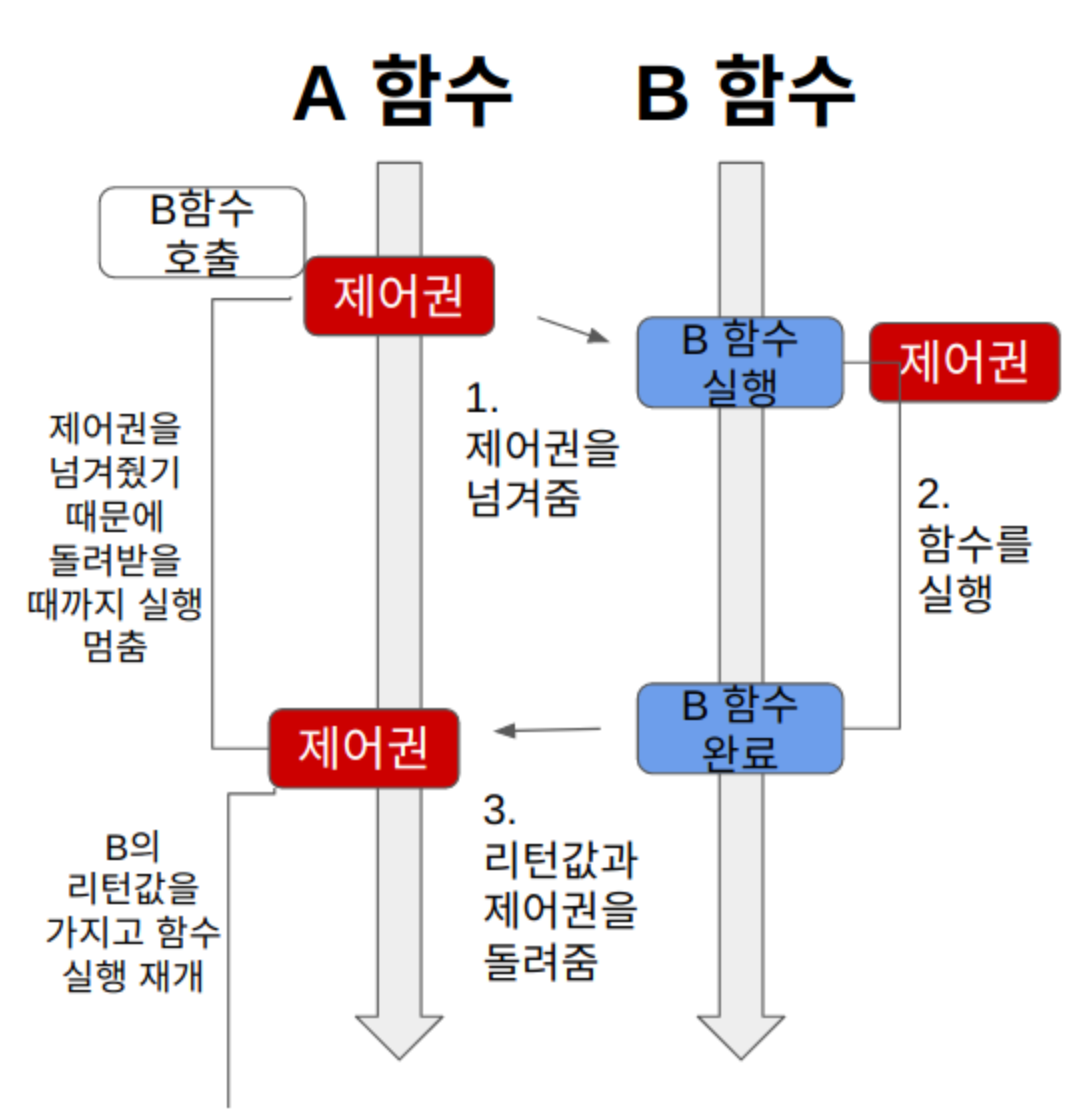 A 함수
B 함수
B함수
호출
제어권
B 함수
실행
제어권
1.
제어권을
넘겨줌
제어권을
넘겨줬기
때문에
돌려받을
때까지 실행
멈춤
2.
함수를
실행
B 함수
완료
제어권
3.
리턴값과
제어권을
돌려줌
B의
리턴값을
가지고 함수
실행 재개